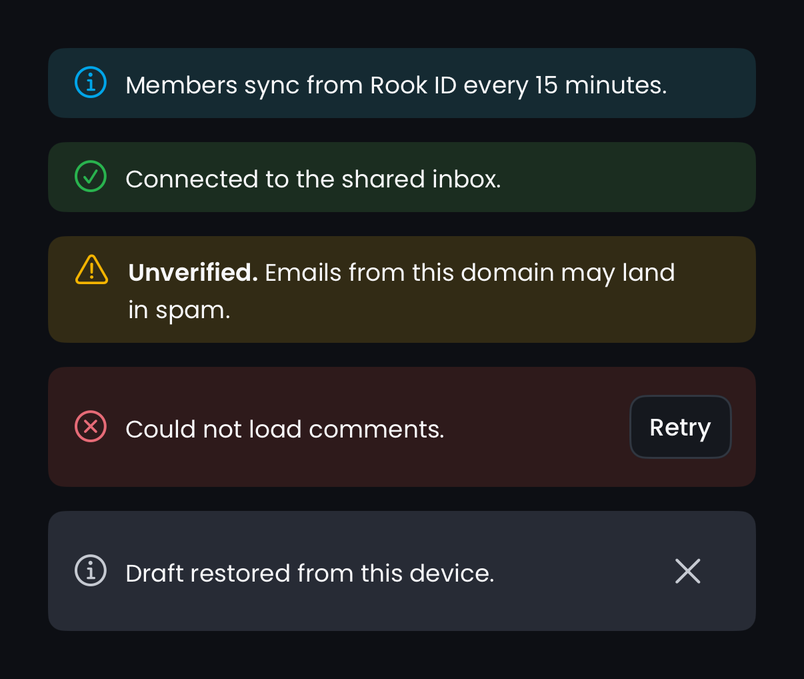 Members sync from Rook ID every 15 minutes.
Connected to the shared inbox.
Unverified. Emails from this domain may land
in spam.
Could not load comments.
Retry
Draft restored from this device.